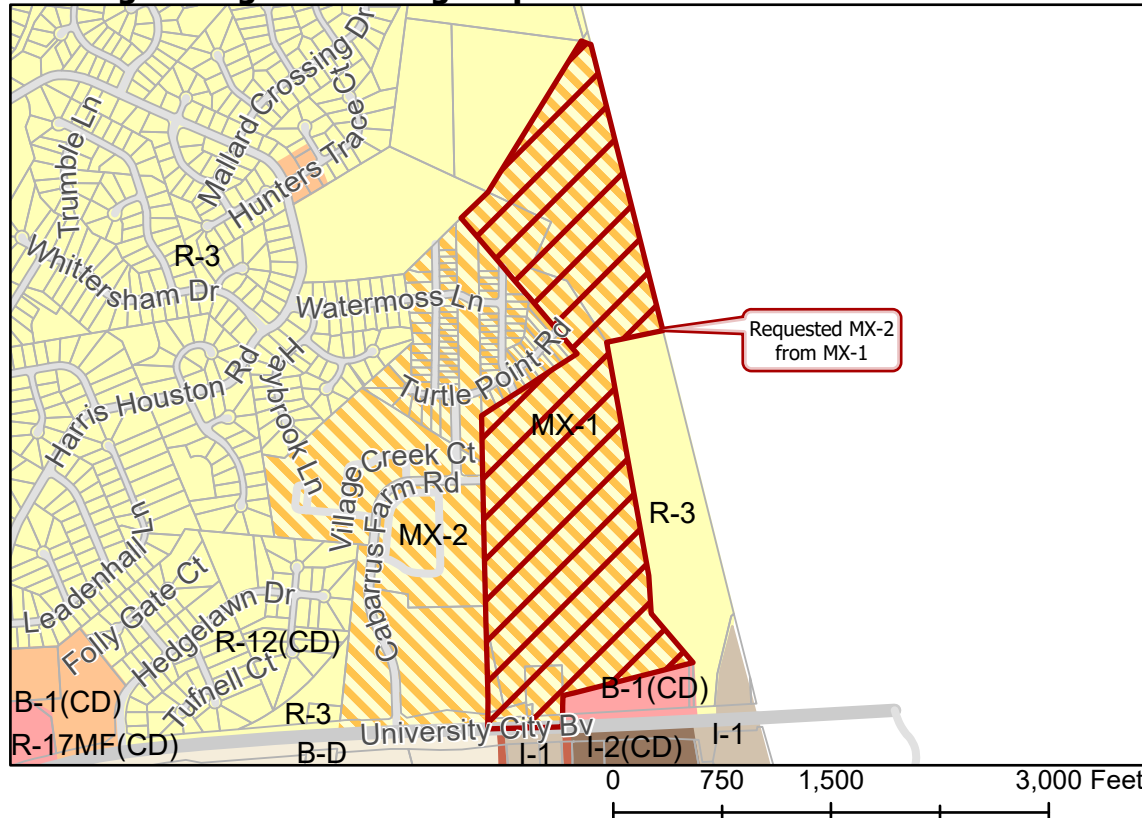 Mallard Crossing Dr
Trumble Ln
Hunters Trace Ct
R-3
Whittersham Dr
Watermoss Ln
Requested MX-2
from MX-1
Turtle Point Rd
Harris Houston Rd
Haybrook Ln
MX-1
Village Creek Ct
Cabarrus Farm Rd
R-3
MX-2
Leadenhall Ln
Folly Gate Ct
Hedgelawn Dr
R-12(CD)
Tufnell Ct
B-1(CD)
B-1(CD)
R-3
University City Bv
R-17MF(CD)
B-D
I-1
I-2(CD)
I-1
0 750 1,500 3,000 Feet